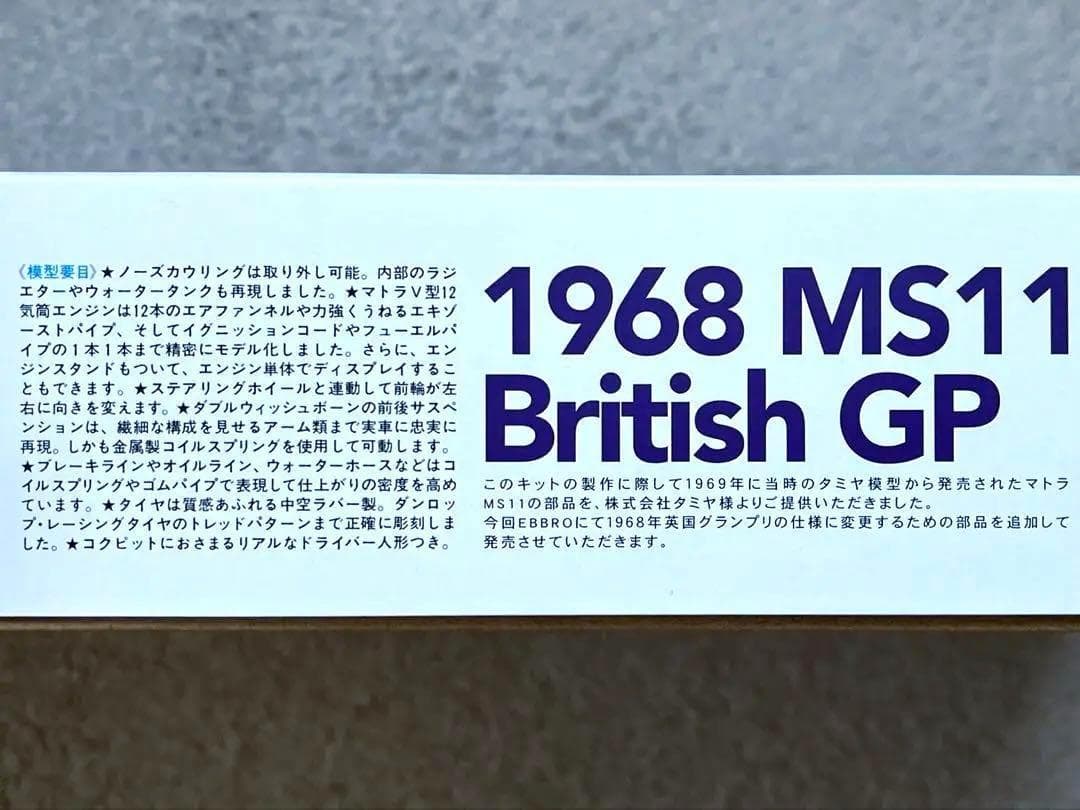 《模型要目》★ノーズカウリングは取り外し可能。内部のラジ
エターやウォータータンクも再現しました。★マトラV型12
気筒エンジンは12本のエアファンネルや力強くうねるエキゾ
ーストパイプ、そしてイグニッションコードやフューエルパ
イプの1本1本まで精密にモデル化しました。さらに、エン
ジンスタンドもついて、エンジン単体でディスプレイするこ
ともできます。★ステアリングホイールと連動して前輪が左
右に向きを変えます。★ダブルウィッシュボーンの前後サスペ
ンションは、繊細な構成を見せるアーム類まで実車に忠実に
再現。しかも金属製コイルスプリングを使用して可動します。
★ブレーキラインやオイルライン、ウォーターホースなどはコ
イルスプリングやゴムパイプで表現して仕上がりの密度を高め
ています。★タイヤは質感あふれる中空ラバー製。ダンロッ
プ・レーシングタイヤのトレッドパターンまで正確に彫刻しま
した。★コクピットにおさまるリアルなドライバー人形つき。
1968 MS11
British GP
このキットの製作に際して1969年に当時のタミヤ模型から発売されたマトラ
MS11の部品を、株式会社タミヤ様よりご提供いただきました。
今回EBBROにて1968年英国グランプリの仕様に変更するための部品を追加して
発売させていただきます。